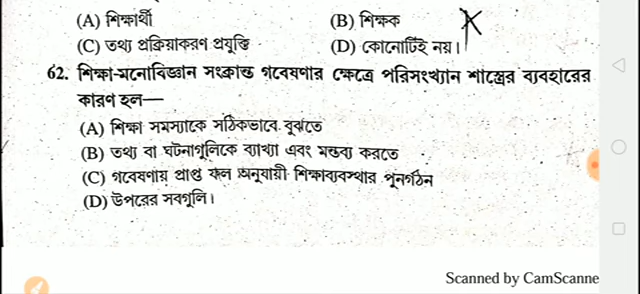 (A) শিক্ষার্থী (B) শিক্ষক
(C) তথ্য প্রক্রিয়াকরণ প্রযুক্তি (D) কোনোটিই নয়।
62. শিক্ষা-মনোবিজ্ঞান সংক্রান্ত গবেষণার ক্ষেত্রে পরিসংখ্যান শাস্ত্রের ব্যবহারের
কারণ হল—
(A) শিক্ষা সমস্যাকে সঠিকভাবে বুঝতে
(B) তথ্য বা ঘটনাগুলিকে ব্যাখ্যা এবং মন্তব্য করতে
(C) গবেষণায় প্রাপ্ত ফল অনুযায়ী শিক্ষাব্যবস্থার পুনর্গঠন
(D) উপরের সবগুলি।
Scanned by CamScanne